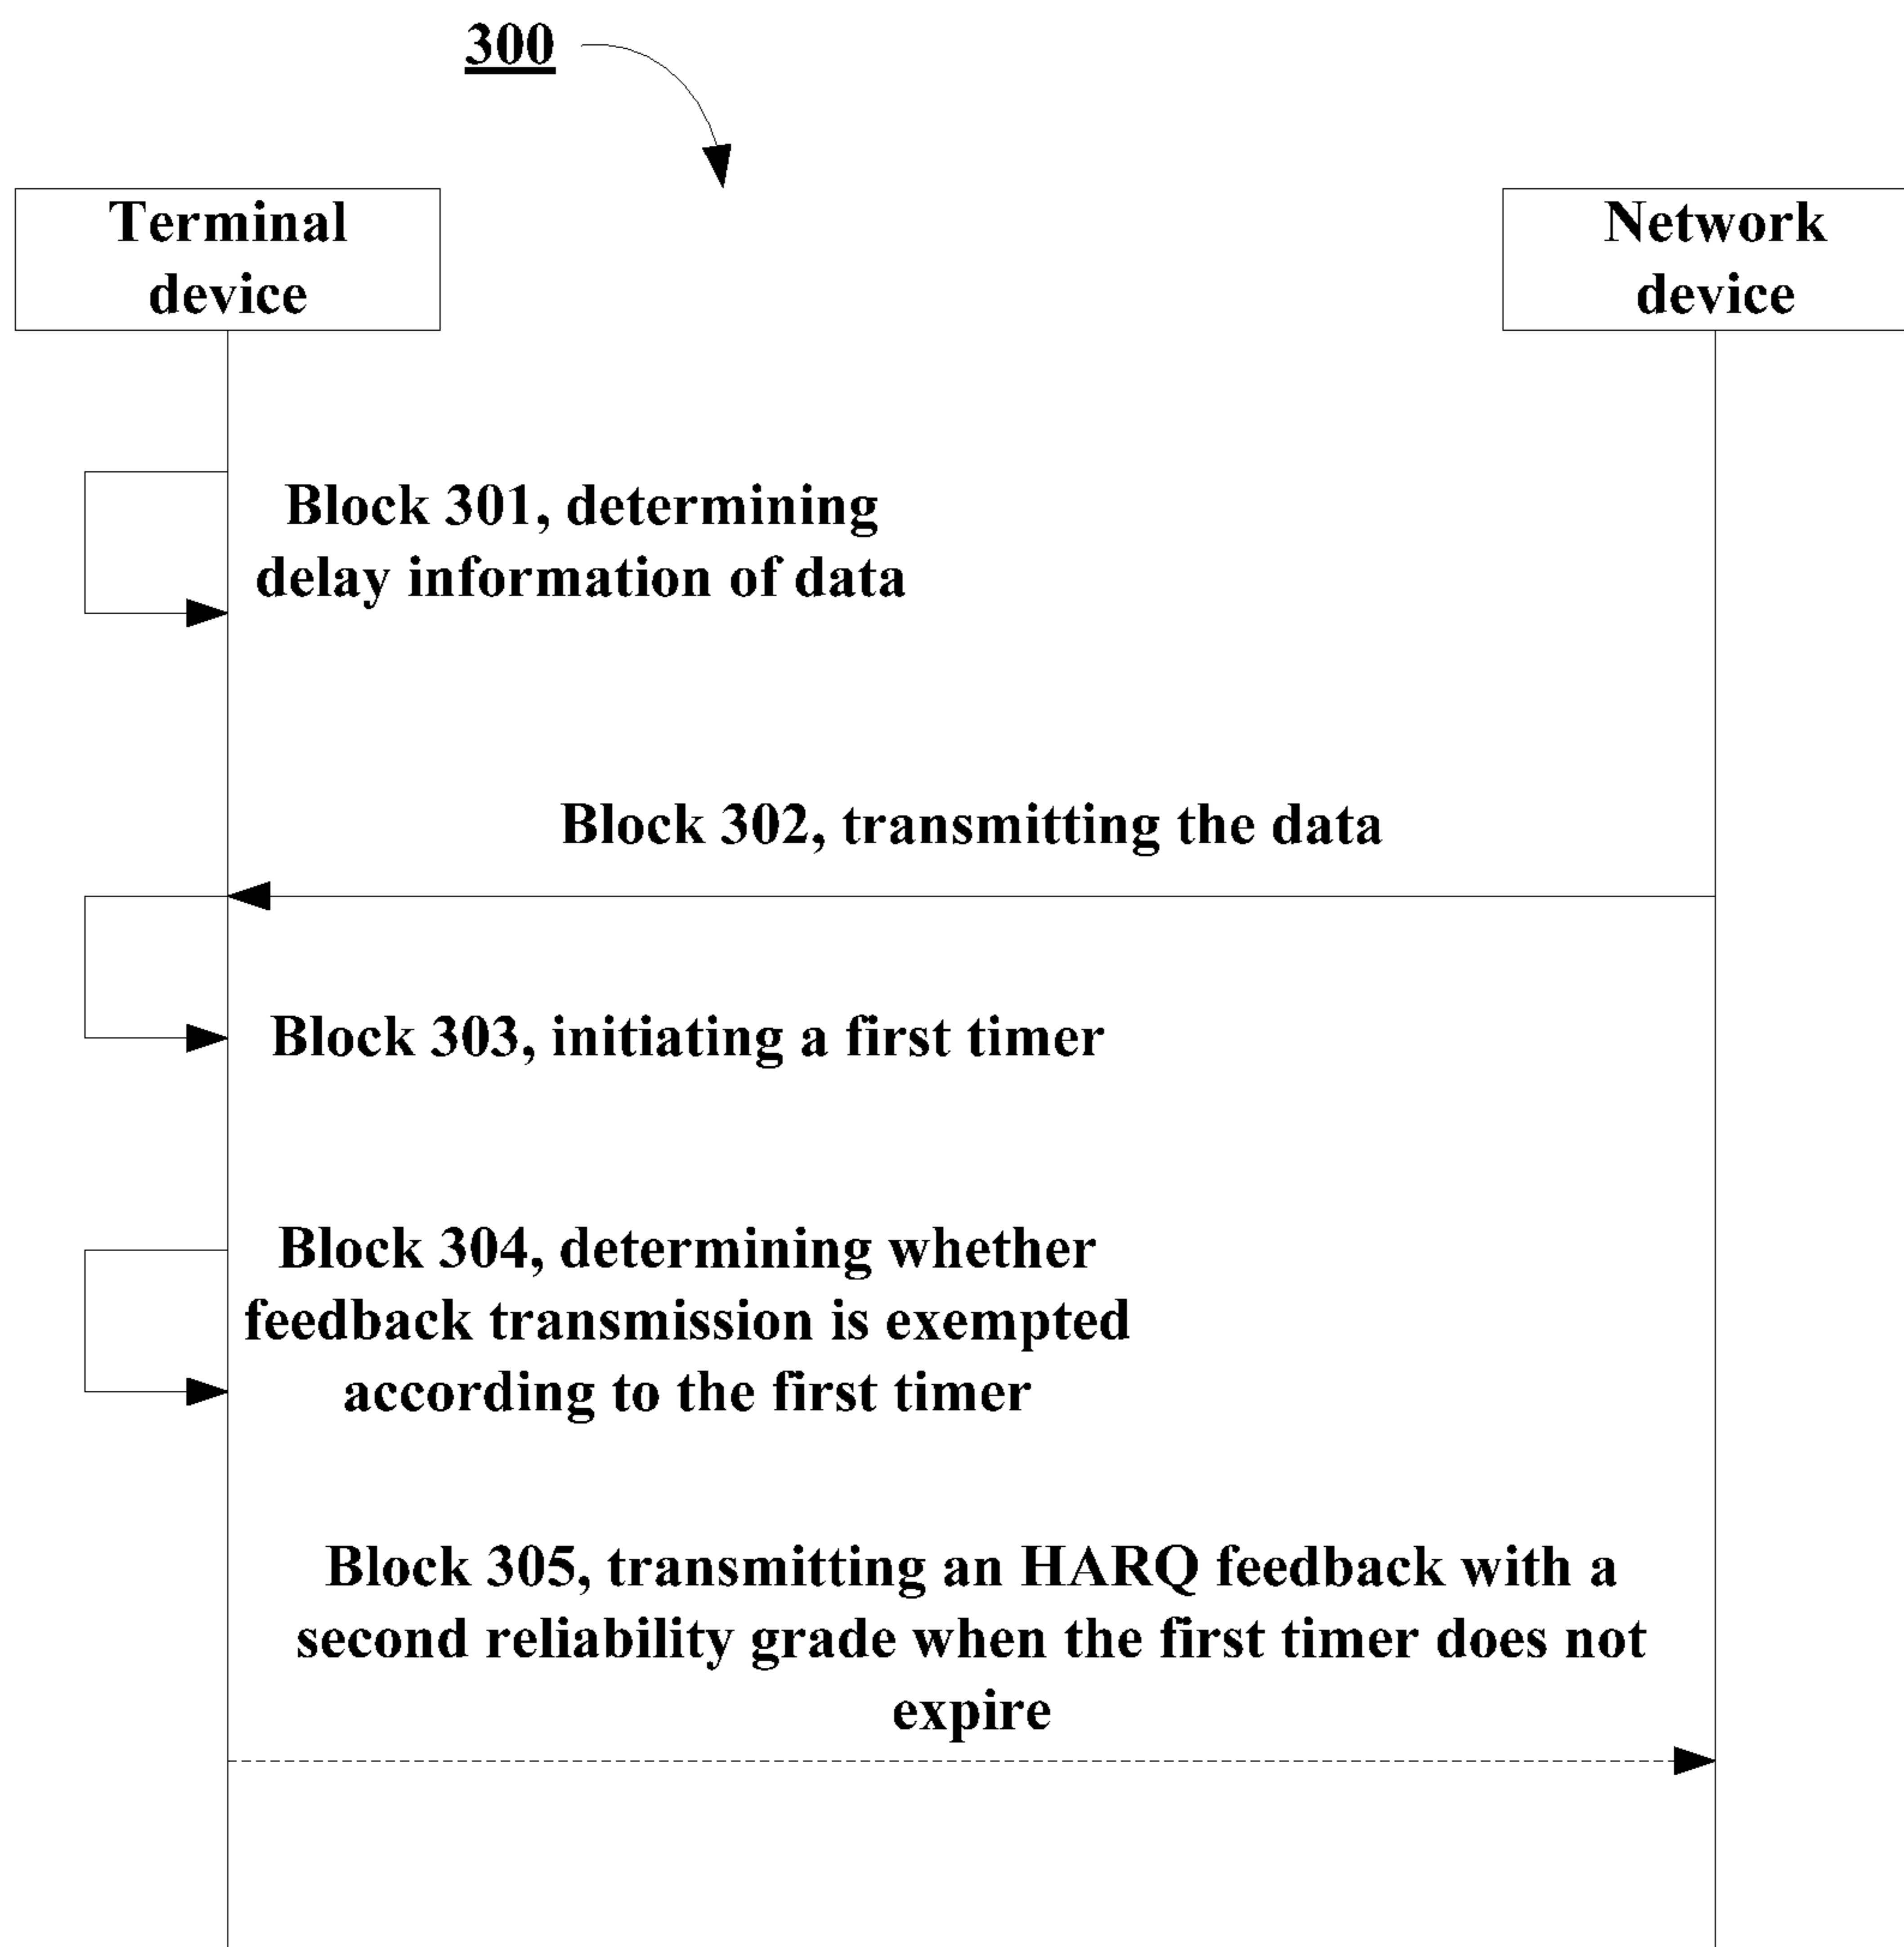 300
Terminal
device
Network
device
Block 301, determining
delay information of data
Block 302, transmitting the data
Block 303, initiating a first timer
Block 304, determining whether
feedback transmission is exempted
according to the first timer
Block 305, transmitting an HARQ feedback with a
second reliability grade when the first timer does not
expire